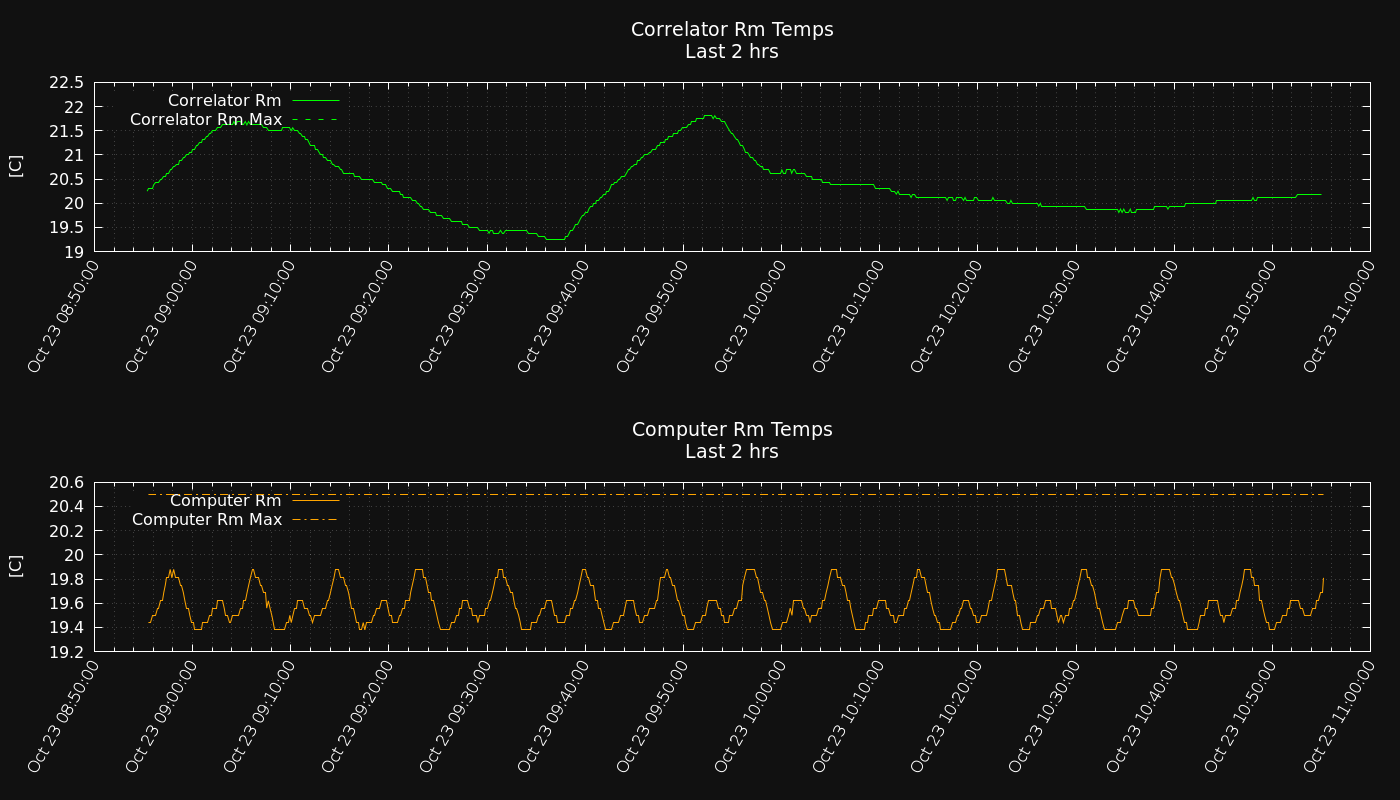 Correlator Rm Temps
Last 2 hrs
22.5
22
21.5
21
20.5
20
19.5
19
[C]
Correlator Rm
Correlator Rm Max
Oct 23 08:50:00
Oct 23 09:00:00
Oct 23 09:10:00
Oct 23 09:20:00
Oct 23 09:30:00
Oct 23 09:40:00
Oct 23 09:50:00
Oct 23 10:00:00
Oct 23 10:10:00
Oct 23 10:20:00
Oct 23 10:30:00
Oct 23 10:40:00
Oct 23 10:50:00
Oct 23 11:00:00
Computer Rm Temps
Last 2 hrs
20.6
20.4
20.2
20
19.8
19.6
19.4
19.2
[C]
Computer Rm
Computer Rm Max
Oct 23 08:50:00
Oct 23 09:00:00
Oct 23 09:10:00
Oct 23 09:20:00
Oct 23 09:30:00
Oct 23 09:40:00
Oct 23 09:50:00
Oct 23 10:00:00
Oct 23 10:10:00
Oct 23 10:20:00
Oct 23 10:30:00
Oct 23 10:40:00
Oct 23 10:50:00
Oct 23 11:00:00